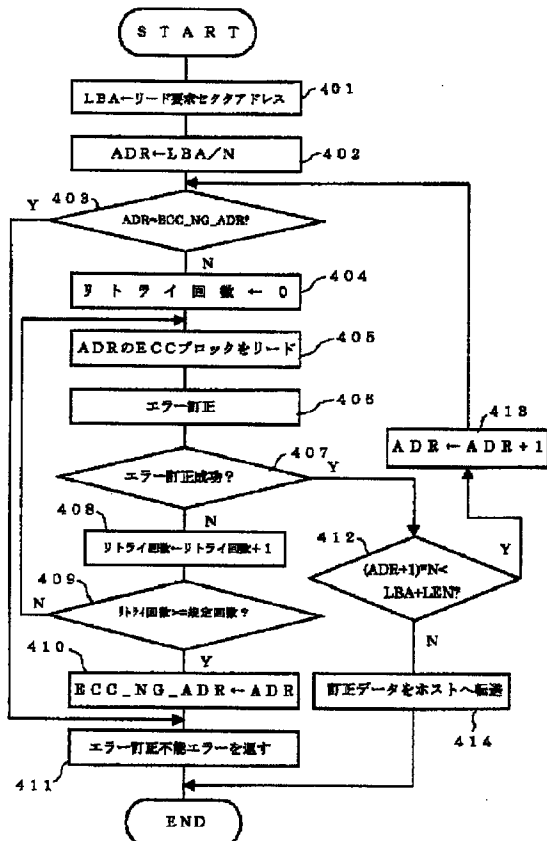 START
LBA←リード要求セクタアドレス
401
ADR←LBA/N
402
403
Y
ADR=ECC_NG_ADR?
N
リトライ回数←0
404
ADRのECCブロックをリード
405
エラー訂正
406
413
ADR←ADR+1
407
エラー訂正成功?
Y
408
N
リトライ回数←リトライ回数+1
412
(ADR+1)*N<
LBA+LEN?
Y
409
N
リトライ回数>=規定回数?
410
Y
N
ECC_NG_ADR←ADR
訂正データをホストへ転送
414
エラー訂正不能エラーを返す
411
END